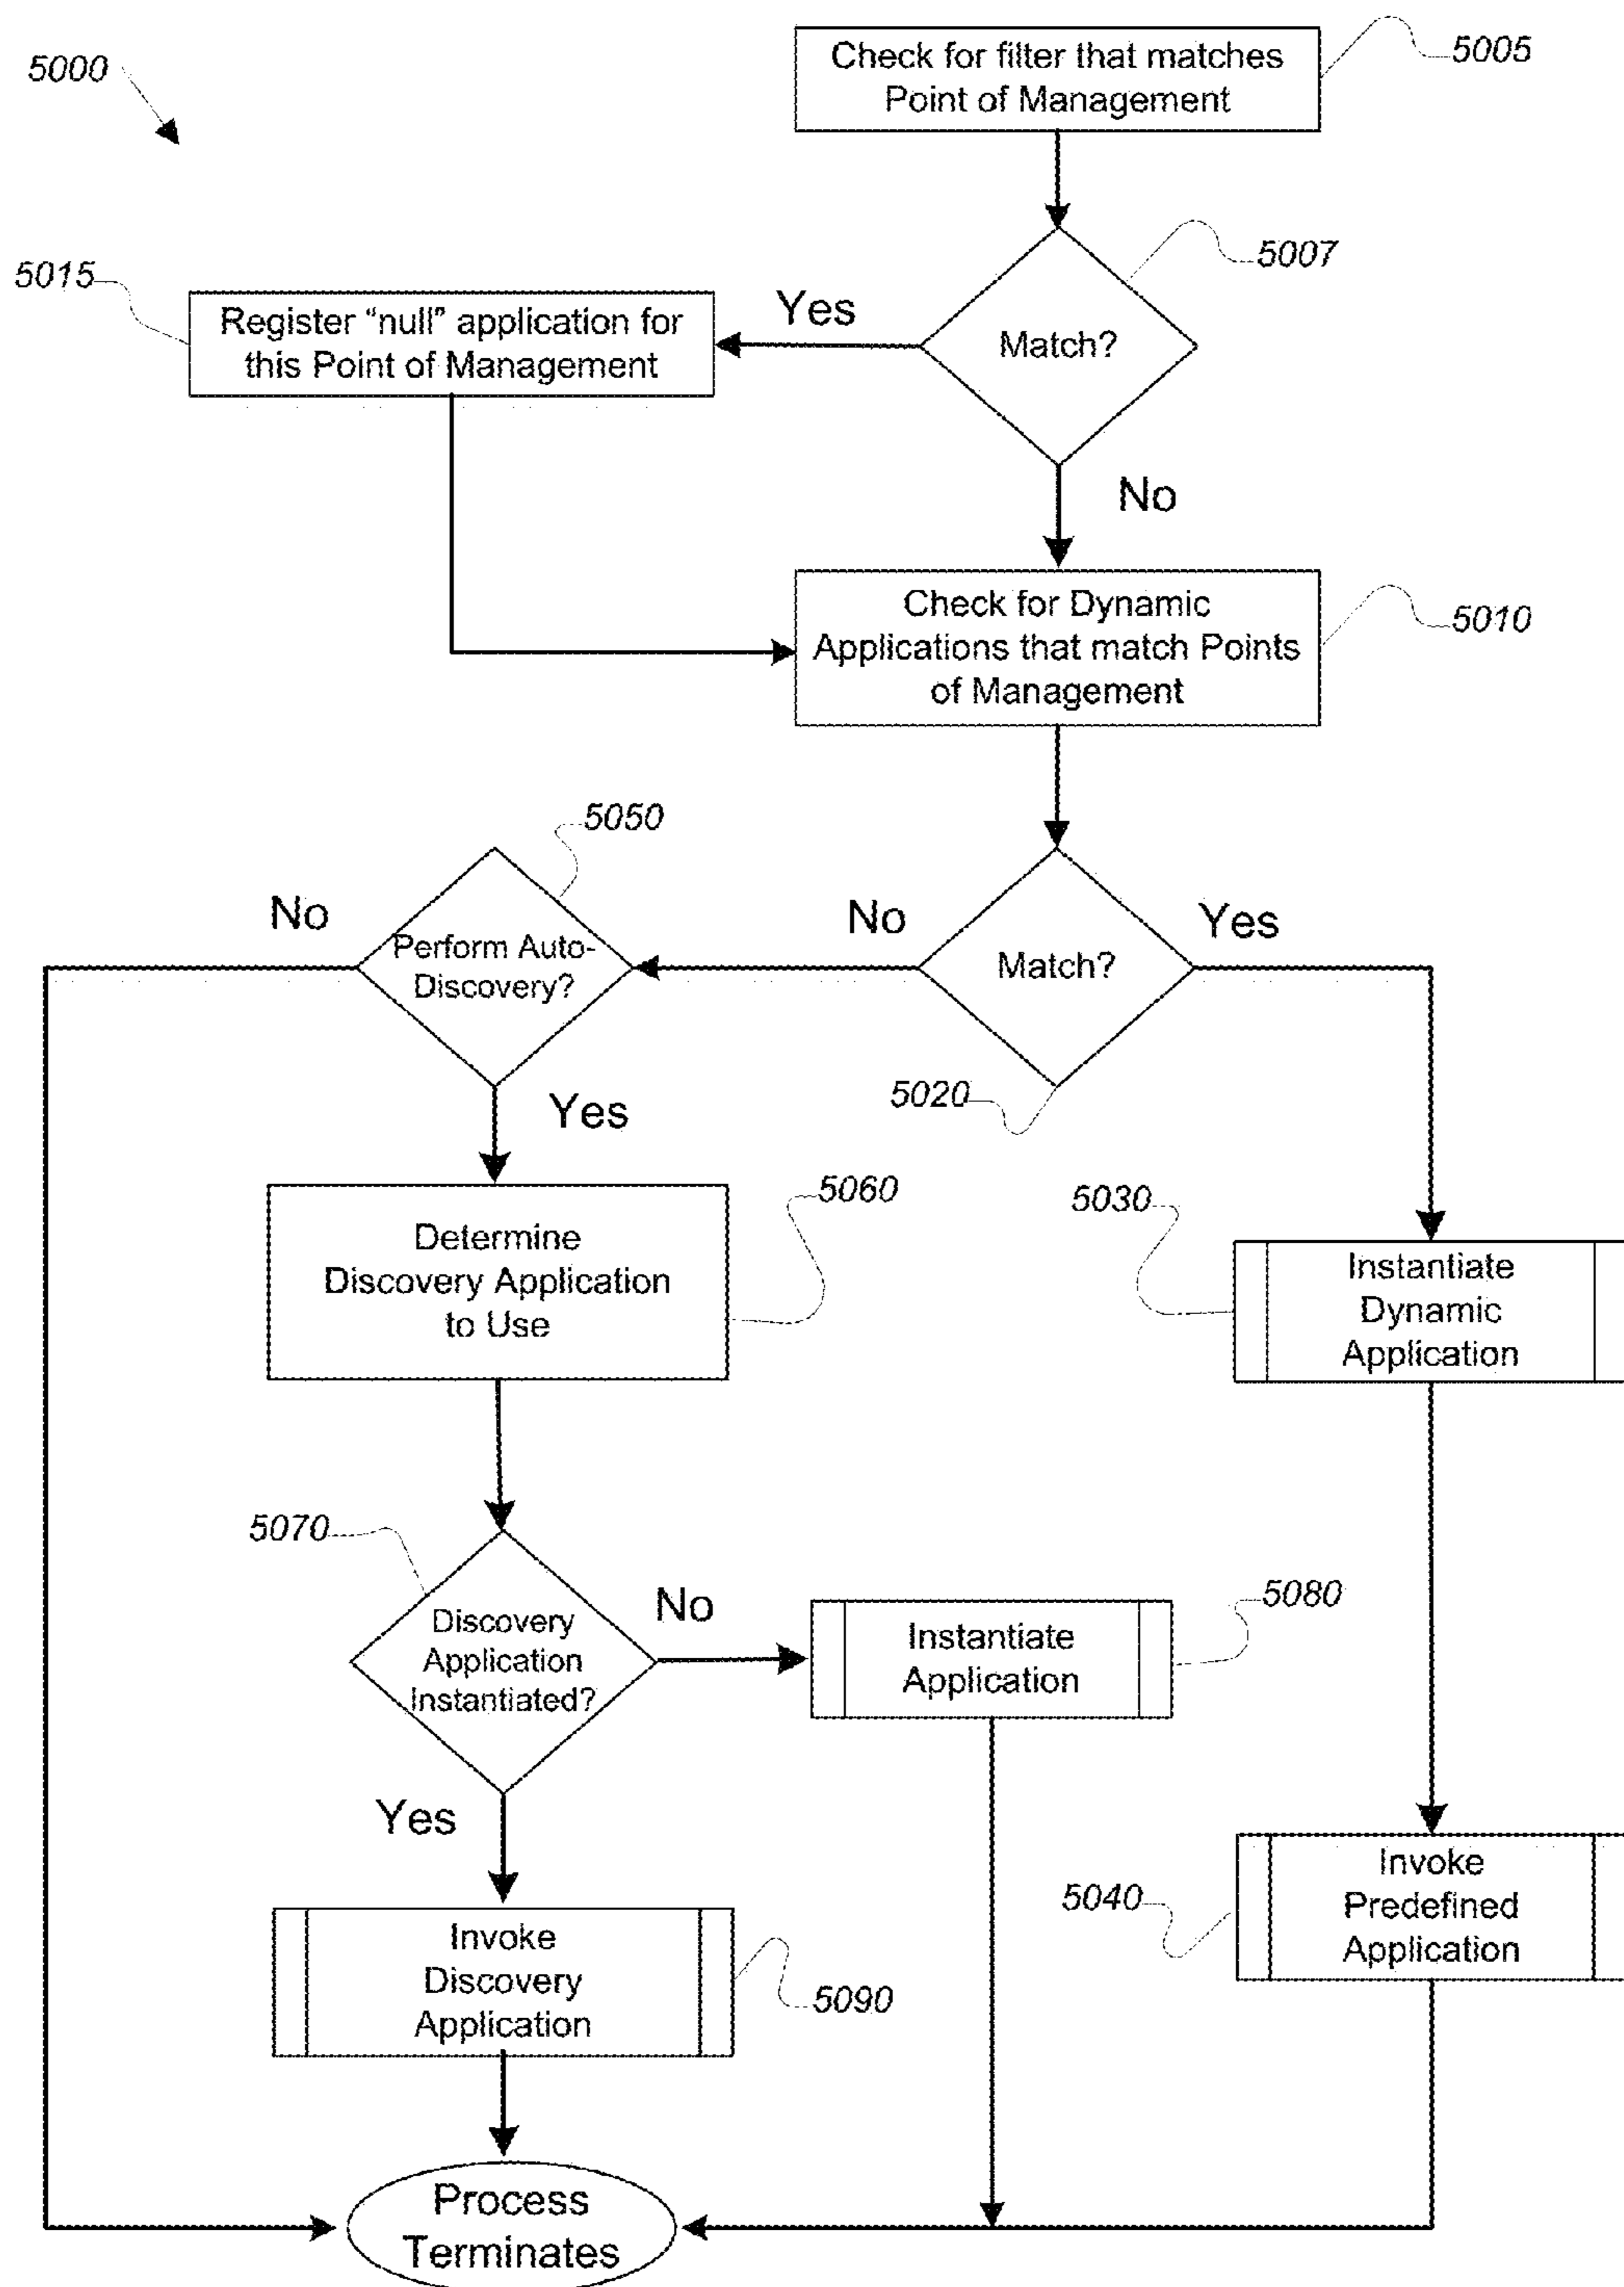 5000
Check for filter that matches
Point of Management
5005
5007
Match?
Yes
5015
Register “null” application for
this Point of Management
No
Check for Dynamic
Applications that match Points
of Management
5010
5050
No
Perform Auto-
Discovery?
No
Match?
Yes
5020
Yes
Determine
Discovery Application
to Use
5060
5030
Instantiate
Dynamic
Application
5070
Discovery
Application
Instantiated?
No
Instantiate
Application
5080
Yes
Invoke
Discovery
Application
5090
5040
Invoke
Predefined
Application
Process
Terminates